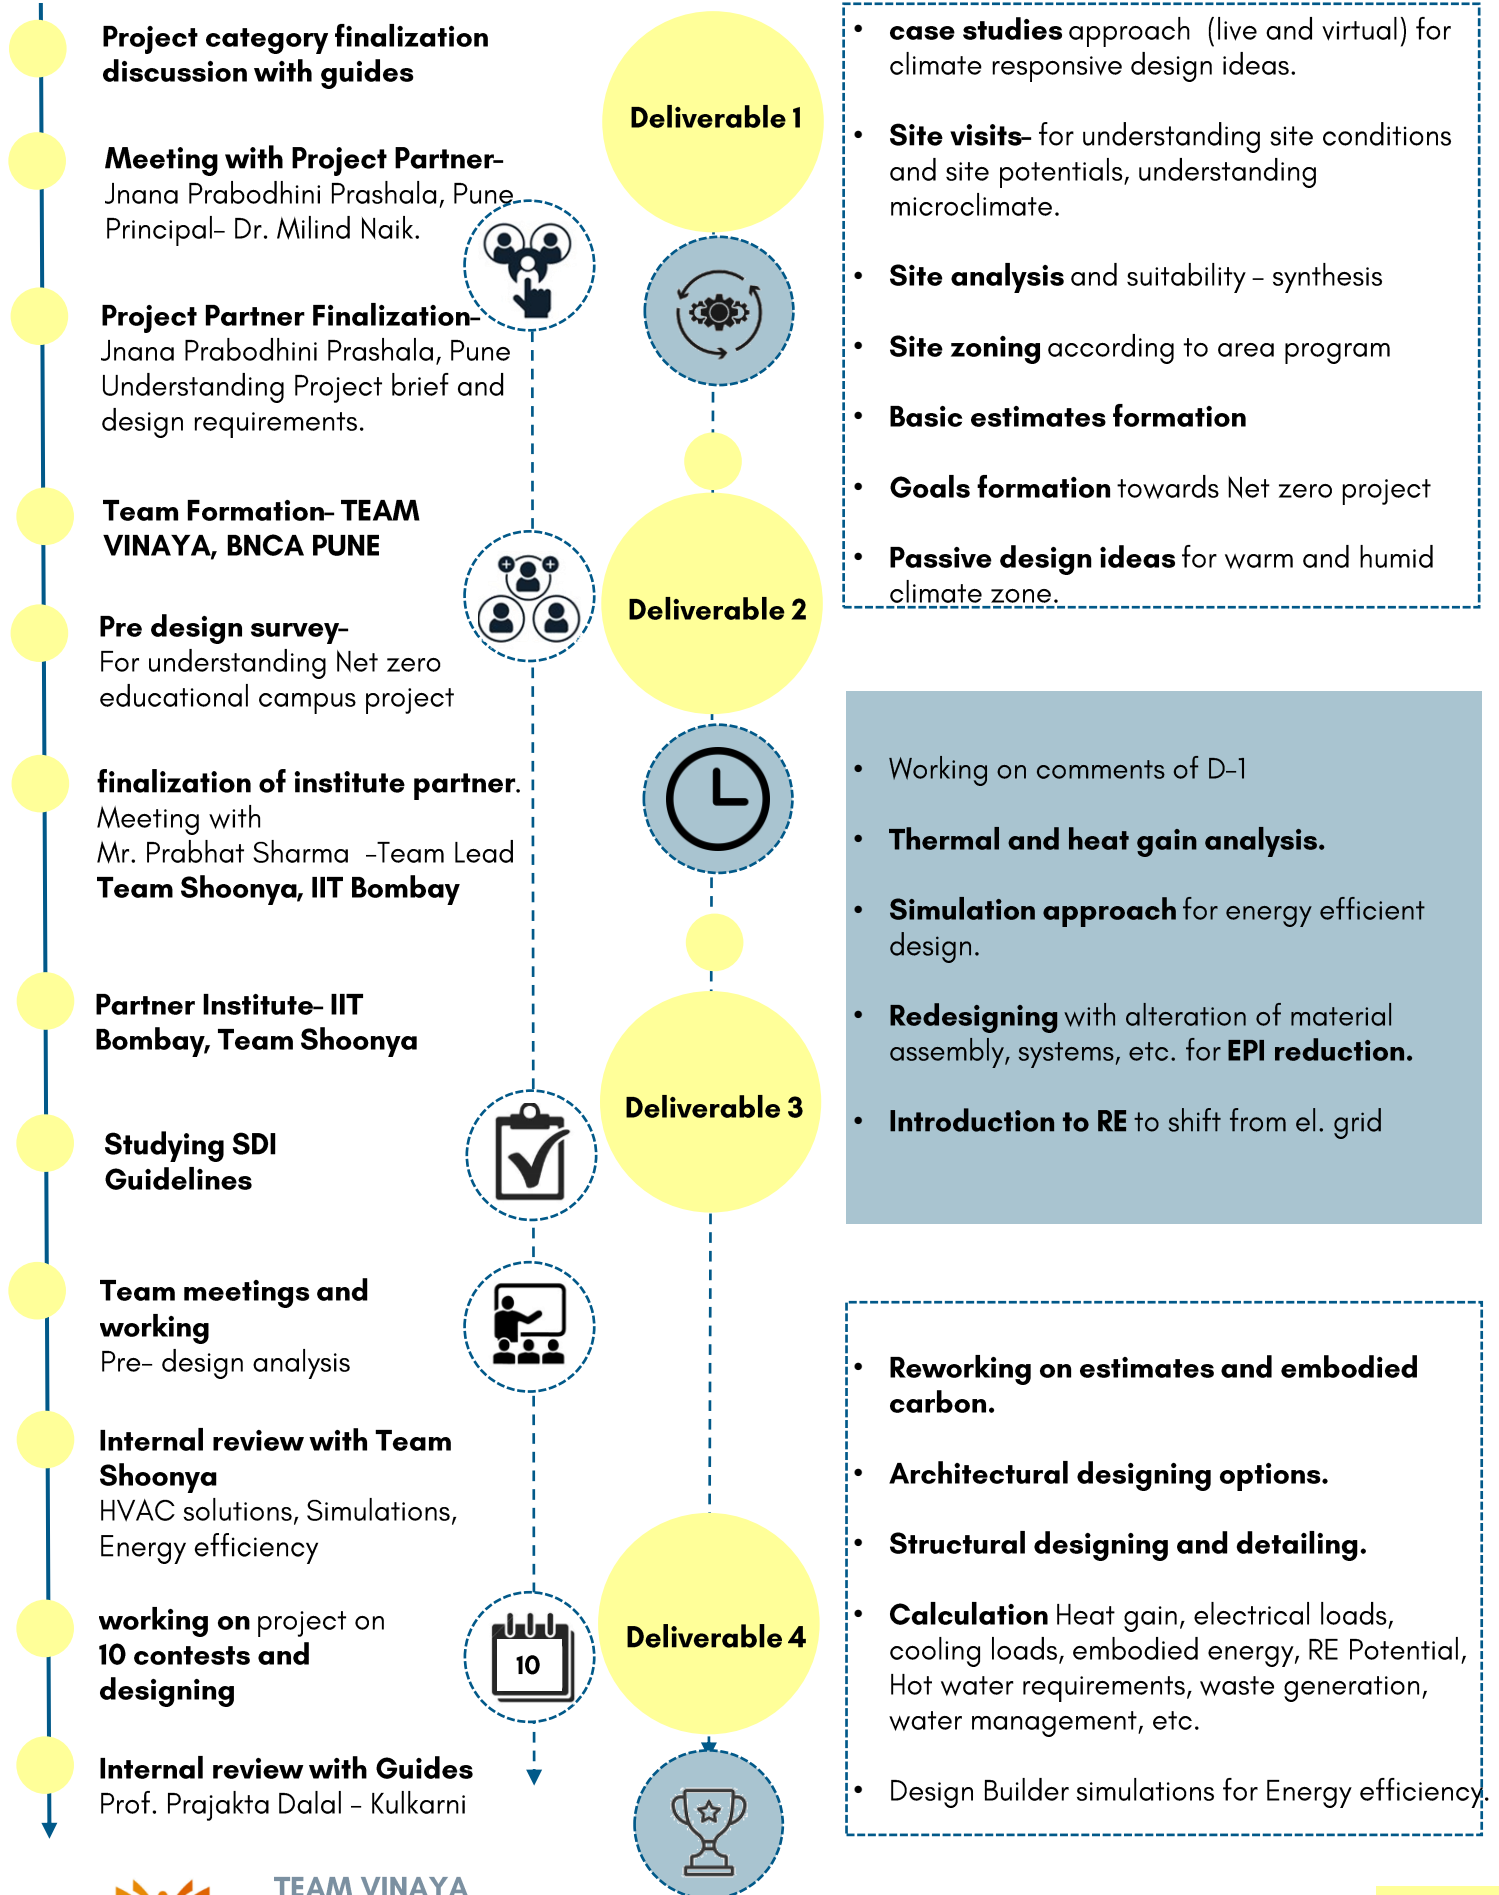 Project category finalization
discussion with guides
Meeting with Project Partner-
Jnana Prabodhini Prashala, Pune
Principal- Dr. Milind Naik.
Project Partner Finalization-
Jnana Prabodhini Prashala, Pune
Understanding Project brief and
design requirements.
Team Formation- TEAM
VINAYA, BNCA PUNE
Pre design survey-
For understanding Net zero
educational campus project
finalization of institute partner.
Meeting with
Mr. Prabhat Sharma -Team Lead
Team Shoonya, IIT Bombay
Partner Institute- IIT
Bombay, Team Shoonya
Studying SDI
Guidelines
Team meetings and
working
Pre- design analysis
Internal review with Team
Shoonya
HVAC solutions, Simulations,
Energy efficiency
working on project on
10 contests and
designing
Internal review with Guides
Prof. Prajakta Dalal - Kulkarni
10
Deliverable 1
Deliverable 2
Deliverable 3
Deliverable 4
• case studies approach (live and virtual) for
climate responsive design ideas.
• Site visits- for understanding site conditions
and site potentials, understanding
microclimate.
• Site analysis and suitability - synthesis
• Site zoning according to area program
• Basic estimates formation
• Goals formation towards Net zero project
• Passive design ideas for warm and humid
climate zone.
• Working on comments of D-1
• Thermal and heat gain analysis.
• Simulation approach for energy efficient
design.
• Redesigning with alteration of material
assembly, systems, etc. for EPI reduction.
• Introduction to RE to shift from el. grid
• Reworking on estimates and embodied
carbon.
• Architectural designing options.
• Structural designing and detailing.
• Calculation Heat gain, electrical loads,
cooling loads, embodied energy, RE Potential,
Hot water requirements, waste generation,
water management, etc.
• Design Builder simulations for Energy efficiency.
TEAM VINAYA